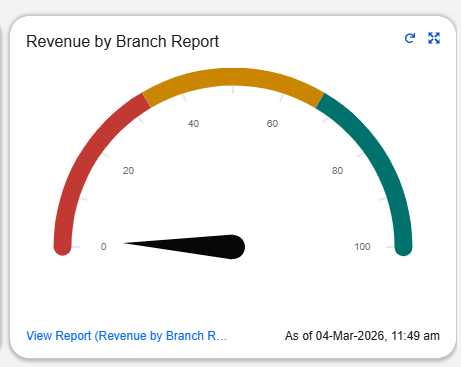 Revenue by Branch Report
40
60
20
80
0
100
View Report (Revenue by Branch R...
As of 04-Mar-2026, 11:49 am